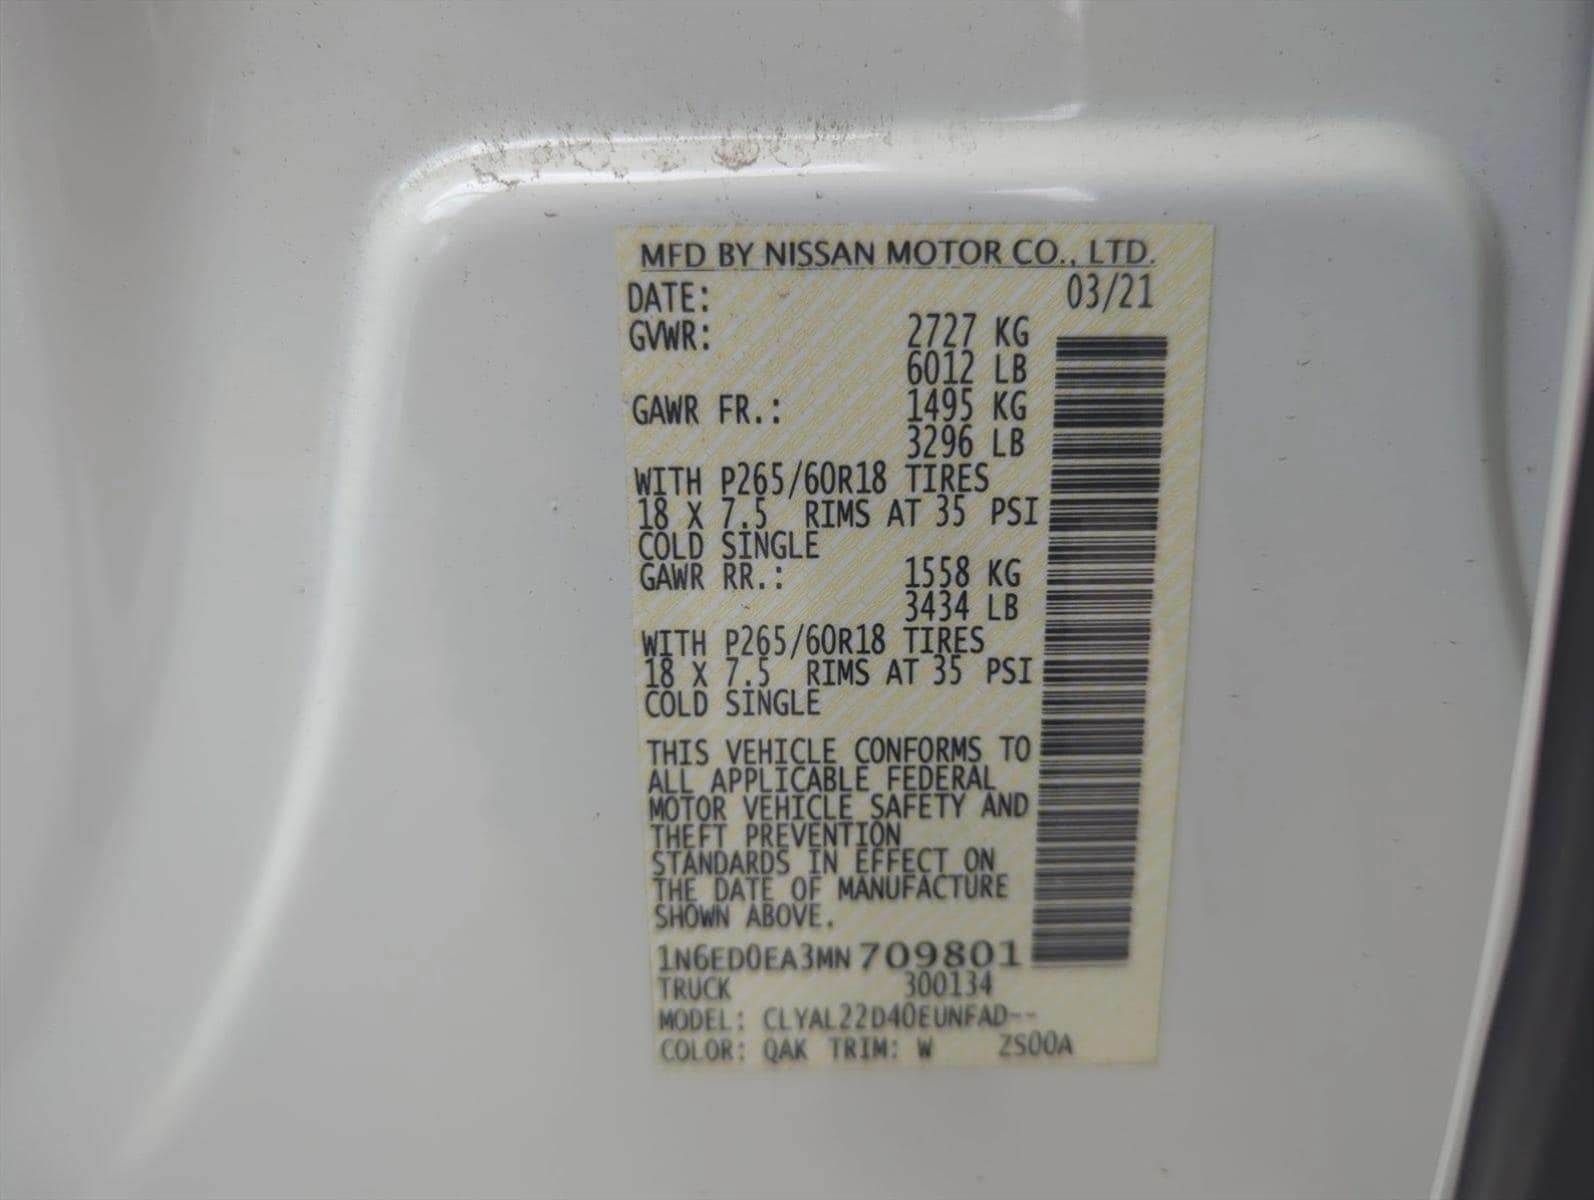 MFD BY NISSAN MOTOR CO., LTD.
DATE: 03/21
GVWR: 2727 KG
6012 LB
GAWR FR.: 1495 KG
3296 LB
WITH P265/60R18 TIRES
18 X 7.5 RIMS AT 35 PSI
COLD SINGLE
GAWR RR.: 1558 KG
3434 LB
WITH P265/60R18 TIRES
18 X 7.5 RIMS AT 35 PSI
COLD SINGLE
THIS VEHICLE CONFORMS TO
ALL APPLICABLE FEDERAL
MOTOR VEHICLE SAFETY AND
THEFT PREVENTION
STANDARDS IN EFFECT ON
THE DATE OF MANUFACTURE
SHOWN ABOVE.
1N6ED0EA3MN709801
TRUCK 300134
MODEL: CLYAL22D40EUNFAD--
COLOR: QAK TRIM: W ZS00A